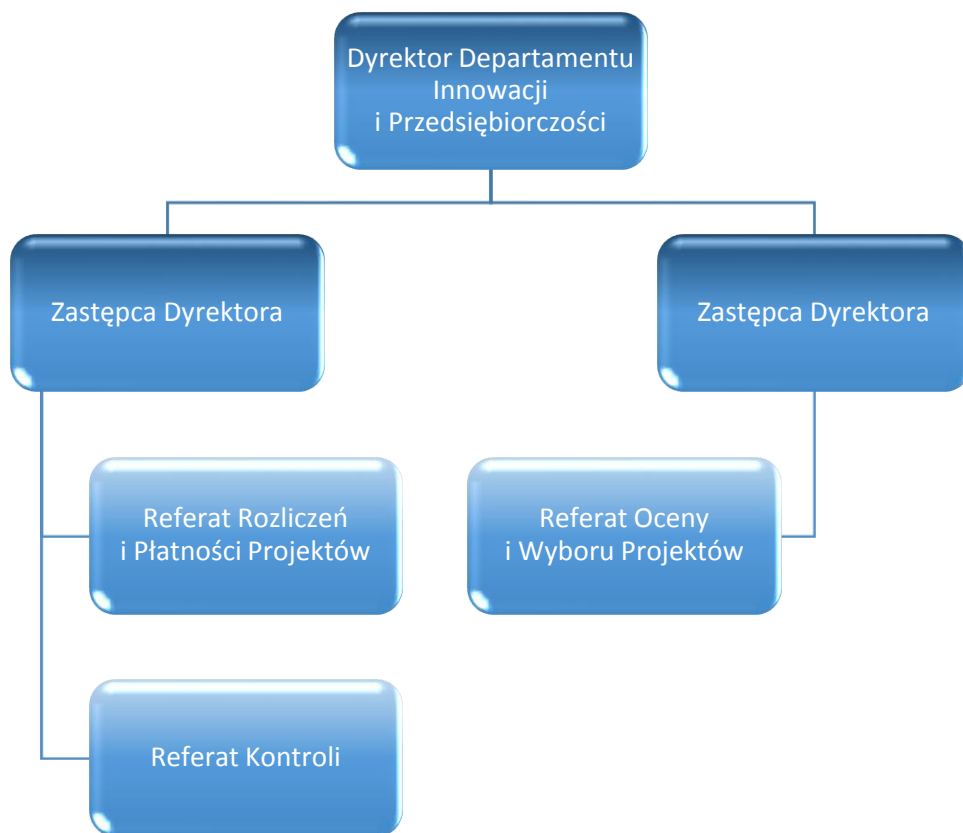 Dyrektor Departamentu
Innowacji
i Przedsiębiorczości
Zastępca Dyrektora
Zastępca Dyrektora
Referat Rozliczeń
i Płatności Projektów
Referat Oceny
i Wyboru Projektów
Referat Kontroli